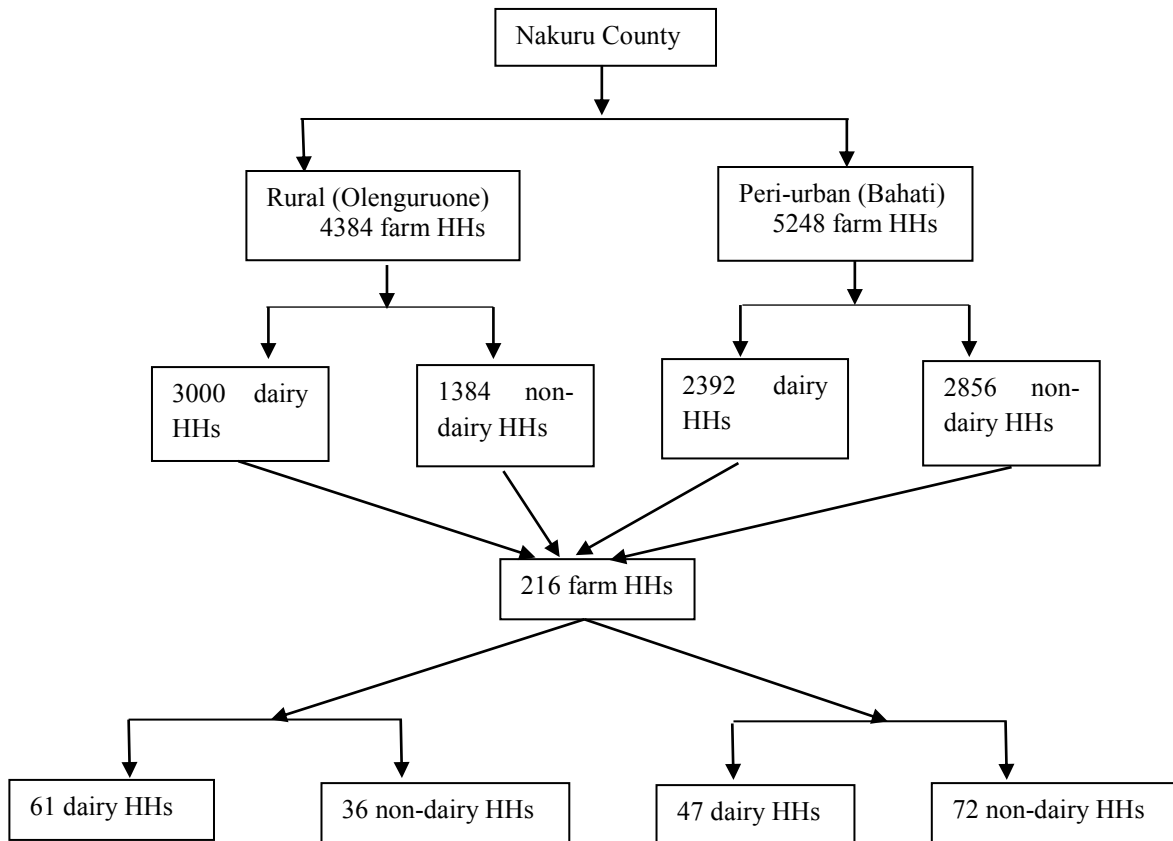 Nakuru County
Rural (Olenguruone)
4384 farm HHs
Peri-urban (Bahati)
5248 farm HHs
3000 dairy
HHs
1384 non-
dairy HHs
2392 dairy
HHs
2856 non-
dairy HHs
216 farm HHs
61 dairy HHs
36 non-dairy HHs
47 dairy HHs
72 non-dairy HHs